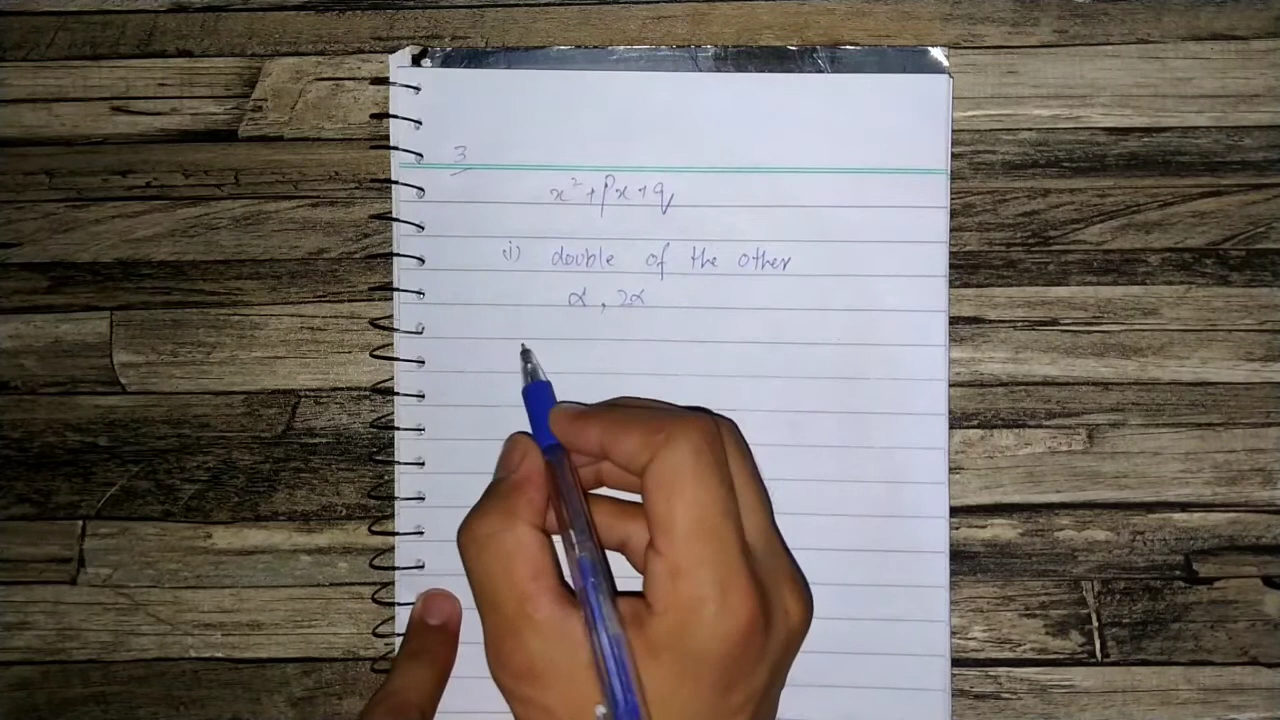 3
x² + px + q
i) double of the other
α, 2α